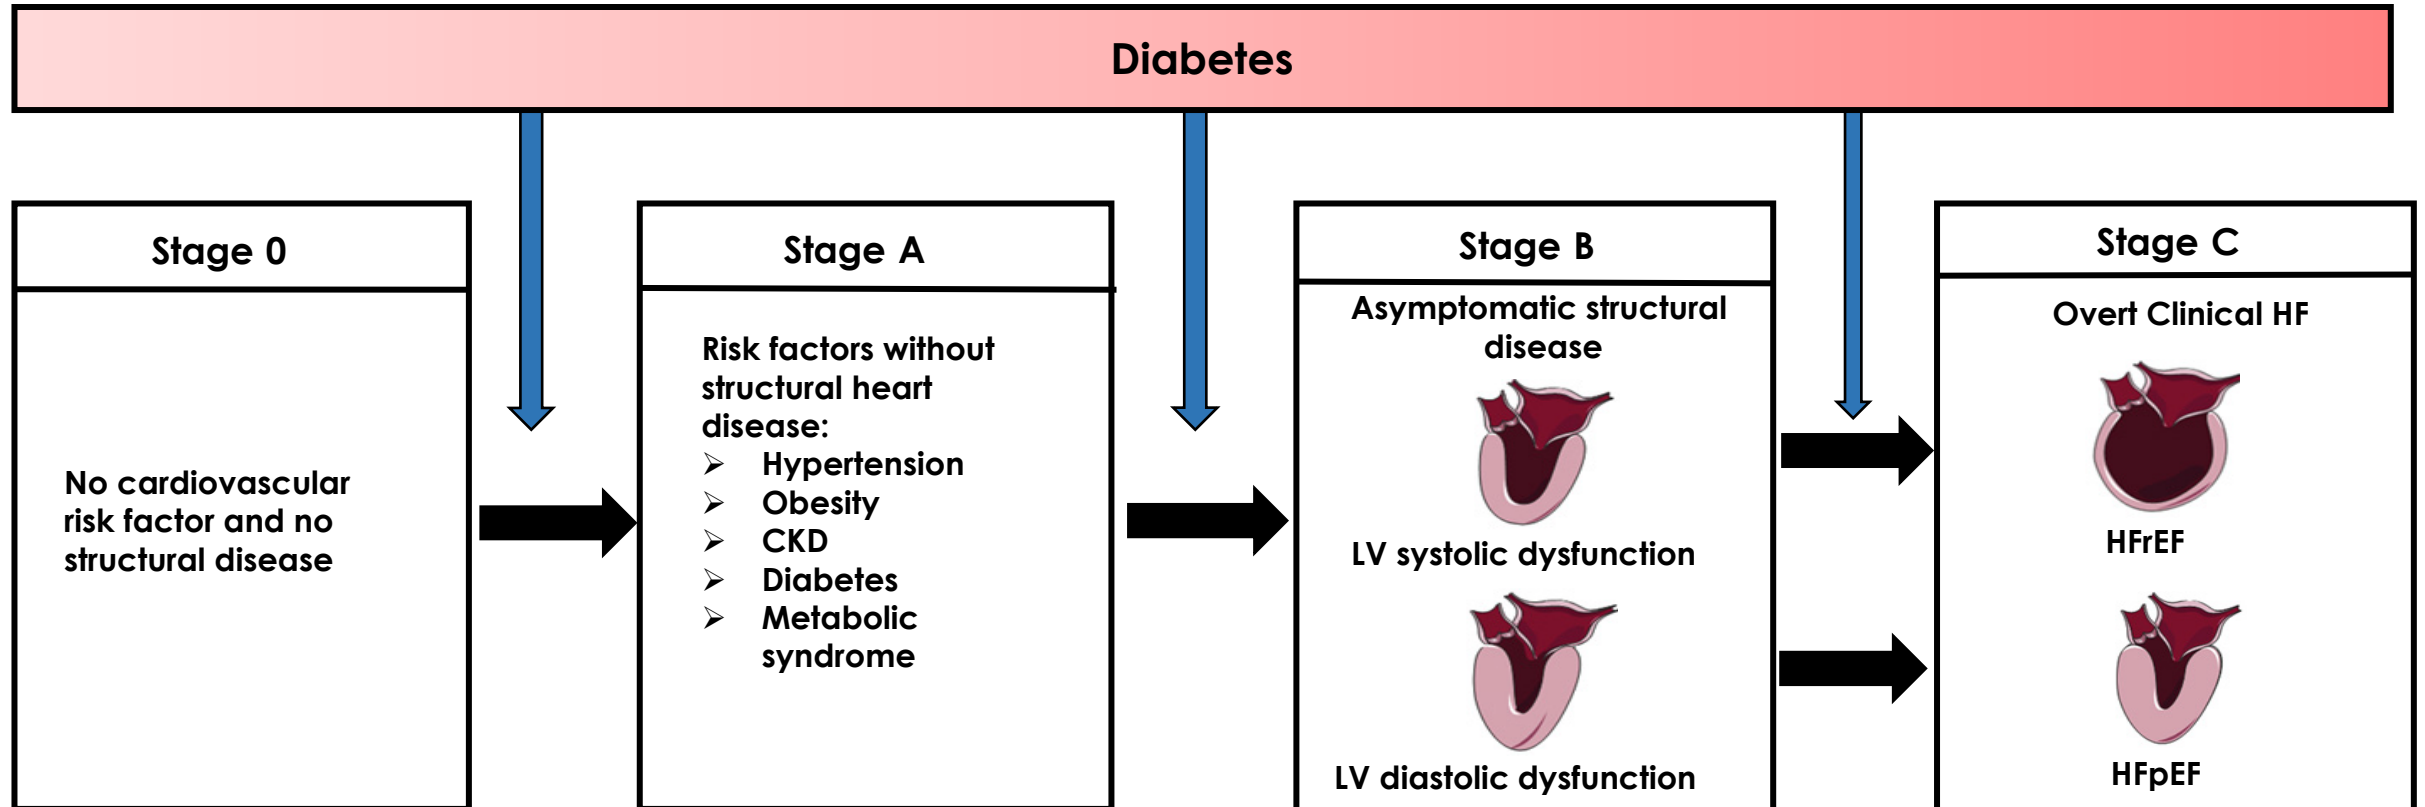 Diabetes
Stage 0
No cardiovascular
risk factor and no
structural disease
Stage A
Risk factors without
structural heart
disease:
➢ Hypertension
➢ Obesity
➢ CKD
➢ Diabetes
➢ Metabolic
syndrome
Stage B
Asymptomatic structural
disease
LV systolic dysfunction
LV diastolic dysfunction
Stage C
Overt Clinical HF
HFrEF
HFpEF